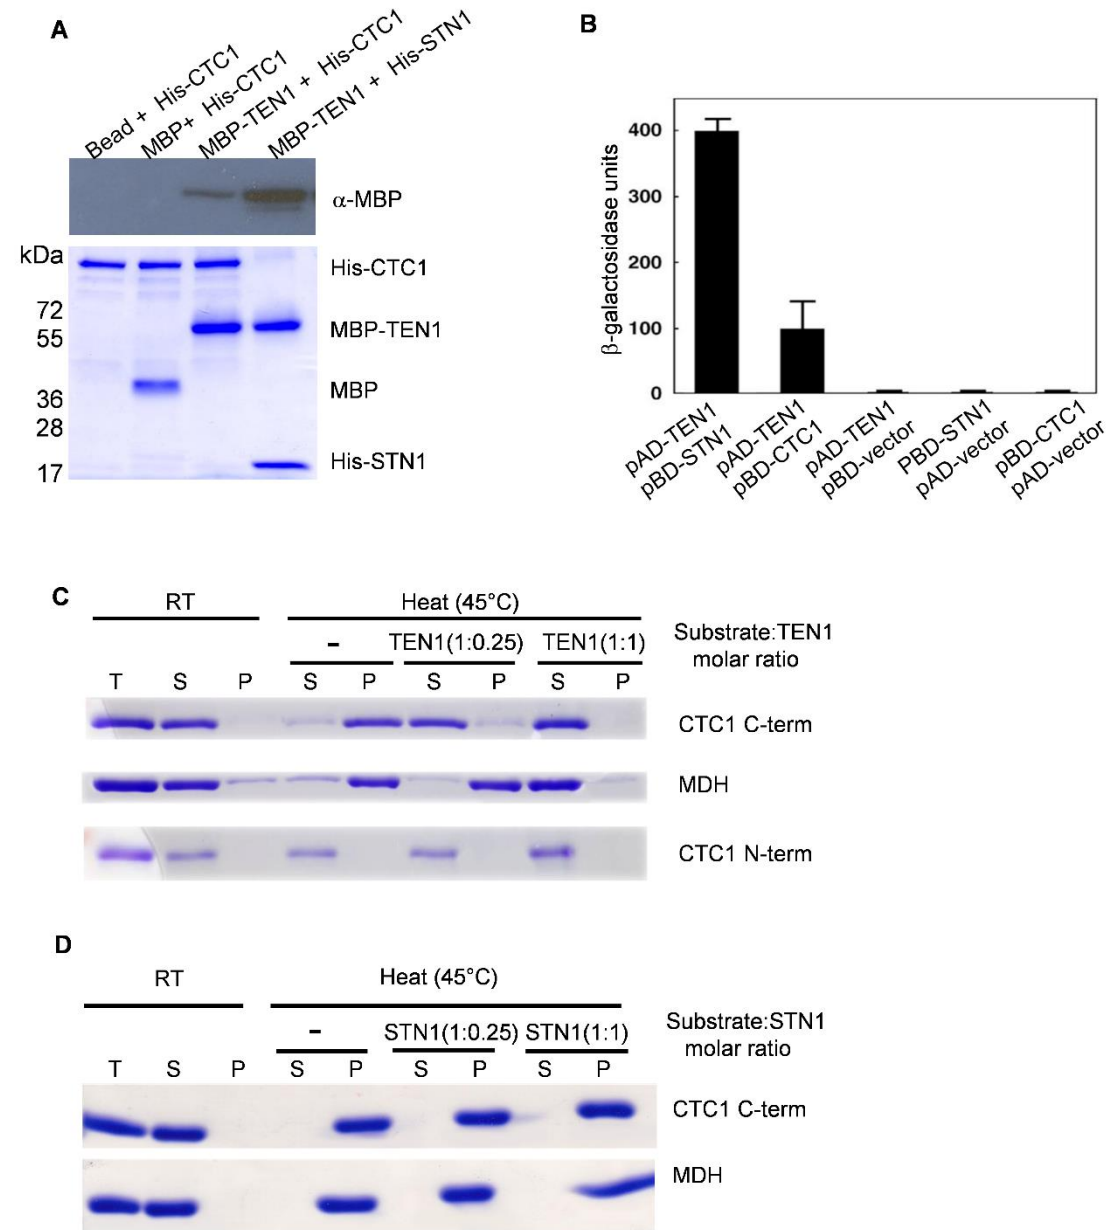 A
Bead + His-CTC1
MBP+ His-CTC1
MBP-TEN1 + His-CTC1
MBP-TEN1 + His-STN1
α-MBP
kDa
His-CTC1
72
MBP-TEN1
55
MBP
36
28
His-STN1
17
B
β-galactosidase units
400
300
200
100
0
pAD-TEN1
pBD-STN1
pAD-TEN1
pBD-CTC1
pAD-TEN1
pBD-vector
PBD-STN1
pAD-vector
pBD-CTC1
pAD-vector
C
RT
Heat (45°C)
Substrate:TEN1
molar ratio
– TEN1(1:0.25) TEN1(1:1)
T S P S P S P S P
CTC1 C-term
MDH
CTC1 N-term
D
RT
Heat (45°C)
Substrate:STN1
molar ratio
– STN1(1:0.25) STN1(1:1)
T S P S P S P S P
CTC1 C-term
MDH